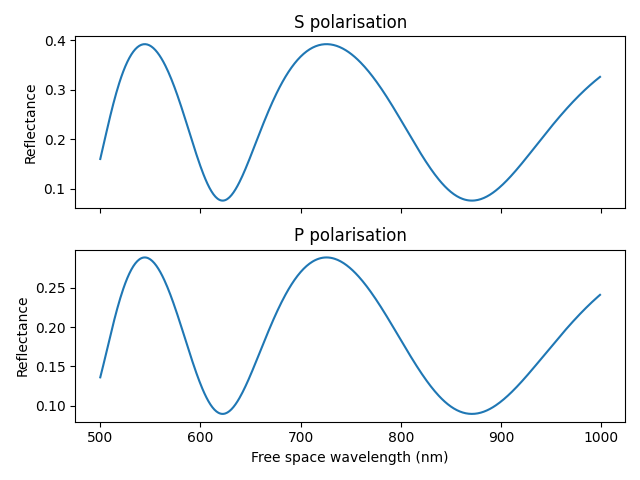 S polarisation
0.4
0.3
0.2
0.1
Reflectance
P polarisation
0.25
0.20
0.15
0.10
Reflectance
500 600 700 800 900 1000
Free space wavelength (nm)